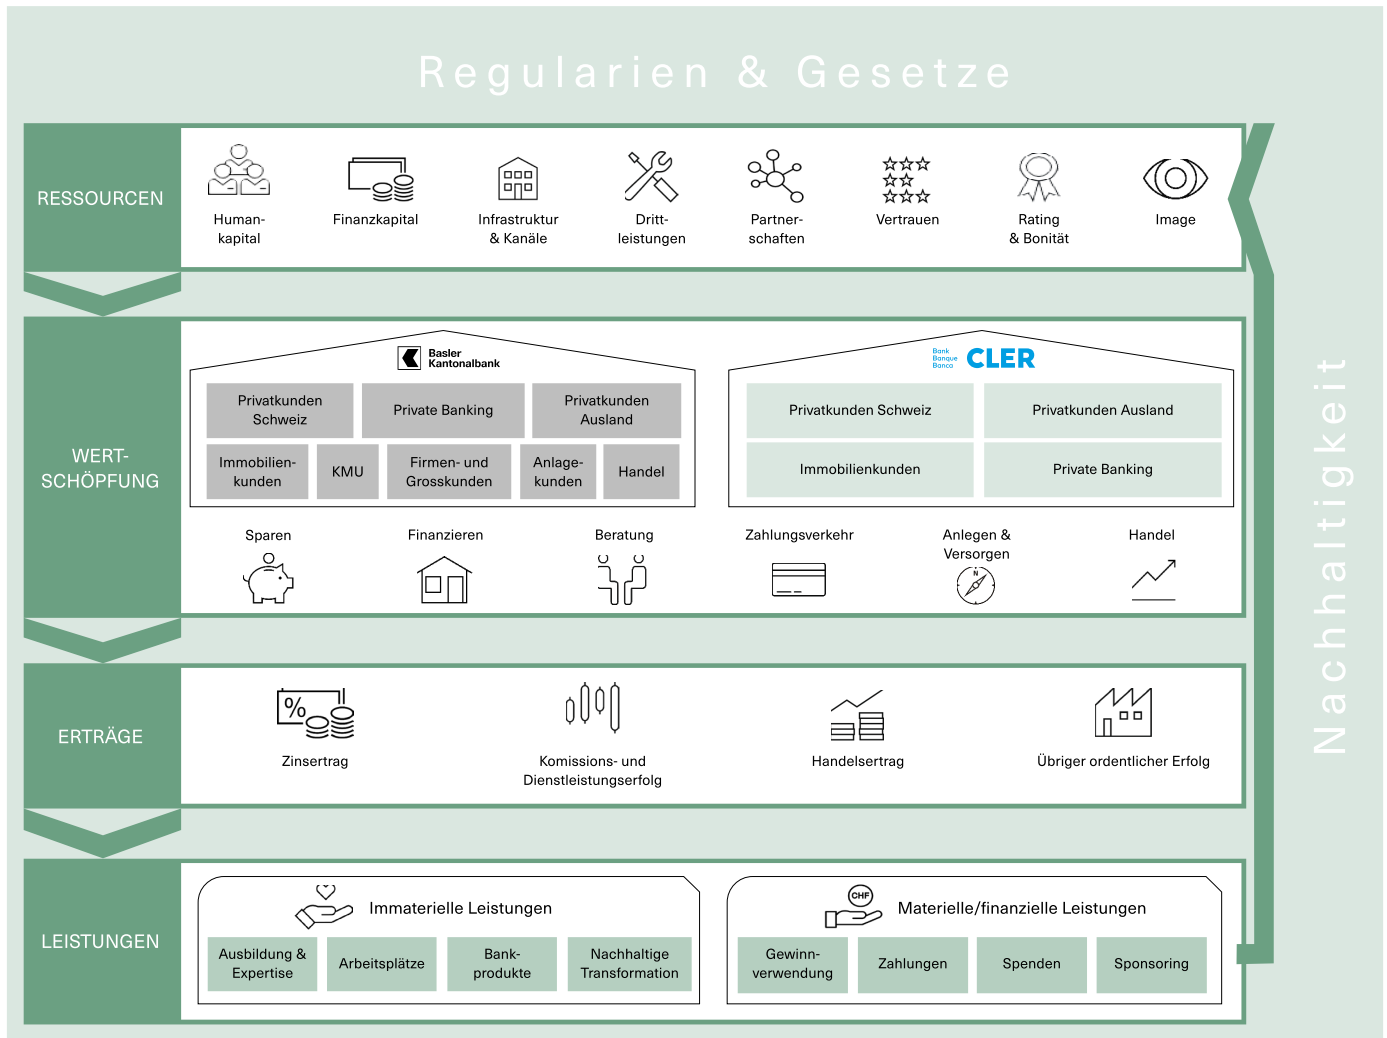 Regularien & Gesetze
RESSOURCEN
Human-
kapital
Finanzkapital
Infrastruktur
& Kanäle
Dritt-
leistungen
Partner-
schaften
Vertrauen
Rating
& Bonität
Image
WERT-
SCHÖPFUNG
Basler
Kantonalbank
Privatkunden
Schweiz
Private Banking
Privatkunden
Ausland
Immobilien-
kunden
KMU
Firmen- und
Grosskunden
Anlage-
kunden
Handel
Bank
Banque
Banca
CLER
Privatkunden Schweiz
Privatkunden Ausland
Immobilienkunden
Private Banking
Sparen
Finanzieren
Beratung
Zahlungsverkehr
Anlegen &
Versorgen
N
Handel
ERTRÄGE
%
Zinsertrag
Komissions- und
Dienstleistungserfolg
Handelsertrag
Übriger ordentlicher Erfolg
LEISTUNGEN
Immaterielle Leistungen
Ausbildung &
Expertise
Arbeitsplätze
Bank-
produkte
Nachhaltige
Transformation
CHF
Materielle/finanzielle Leistungen
Gewinn-
verwendung
Zahlungen
Spenden
Sponsoring
Nachhaltigkeit